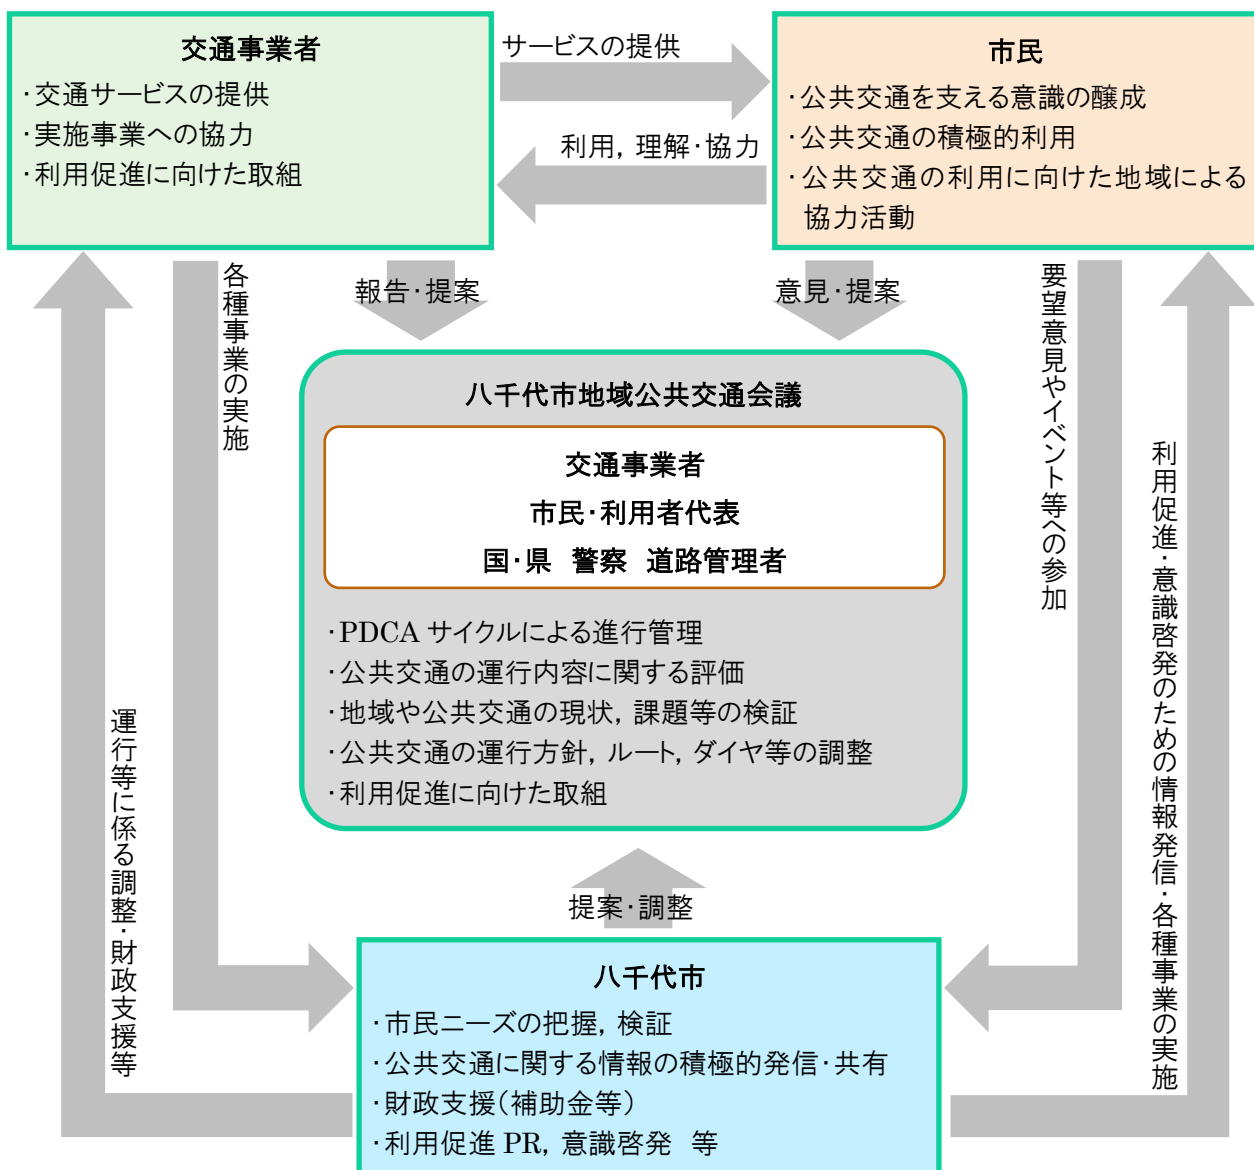 交通事業者
・交通サービスの提供
・実施事業への協力
・利用促進に向けた取組
サービスの提供
利用，理解・協力
市民
・公共交通を支える意識の醸成
・公共交通の積極的利用
・公共交通の利用に向けた地域による
協力活動
各種事業の実施
報告・提案
意見・提案
要望意見やイベント等への参加
八千代市地域公共交通会議
交通事業者
市民・利用者代表
国・県　警察　道路管理者
・PDCA サイクルによる進行管理
・公共交通の運行内容に関する評価
・地域や公共交通の現状，課題等の検証
・公共交通の運行方針，ルート，ダイヤ等の調整
・利用促進に向けた取組
運行等に係る調整・財政支援等
利用促進・意識啓発のための情報発信・各種事業の実施
提案・調整
八千代市
・市民ニーズの把握，検証
・公共交通に関する情報の積極的発信・共有
・財政支援（補助金等）
・利用促進 PR，意識啓発　等